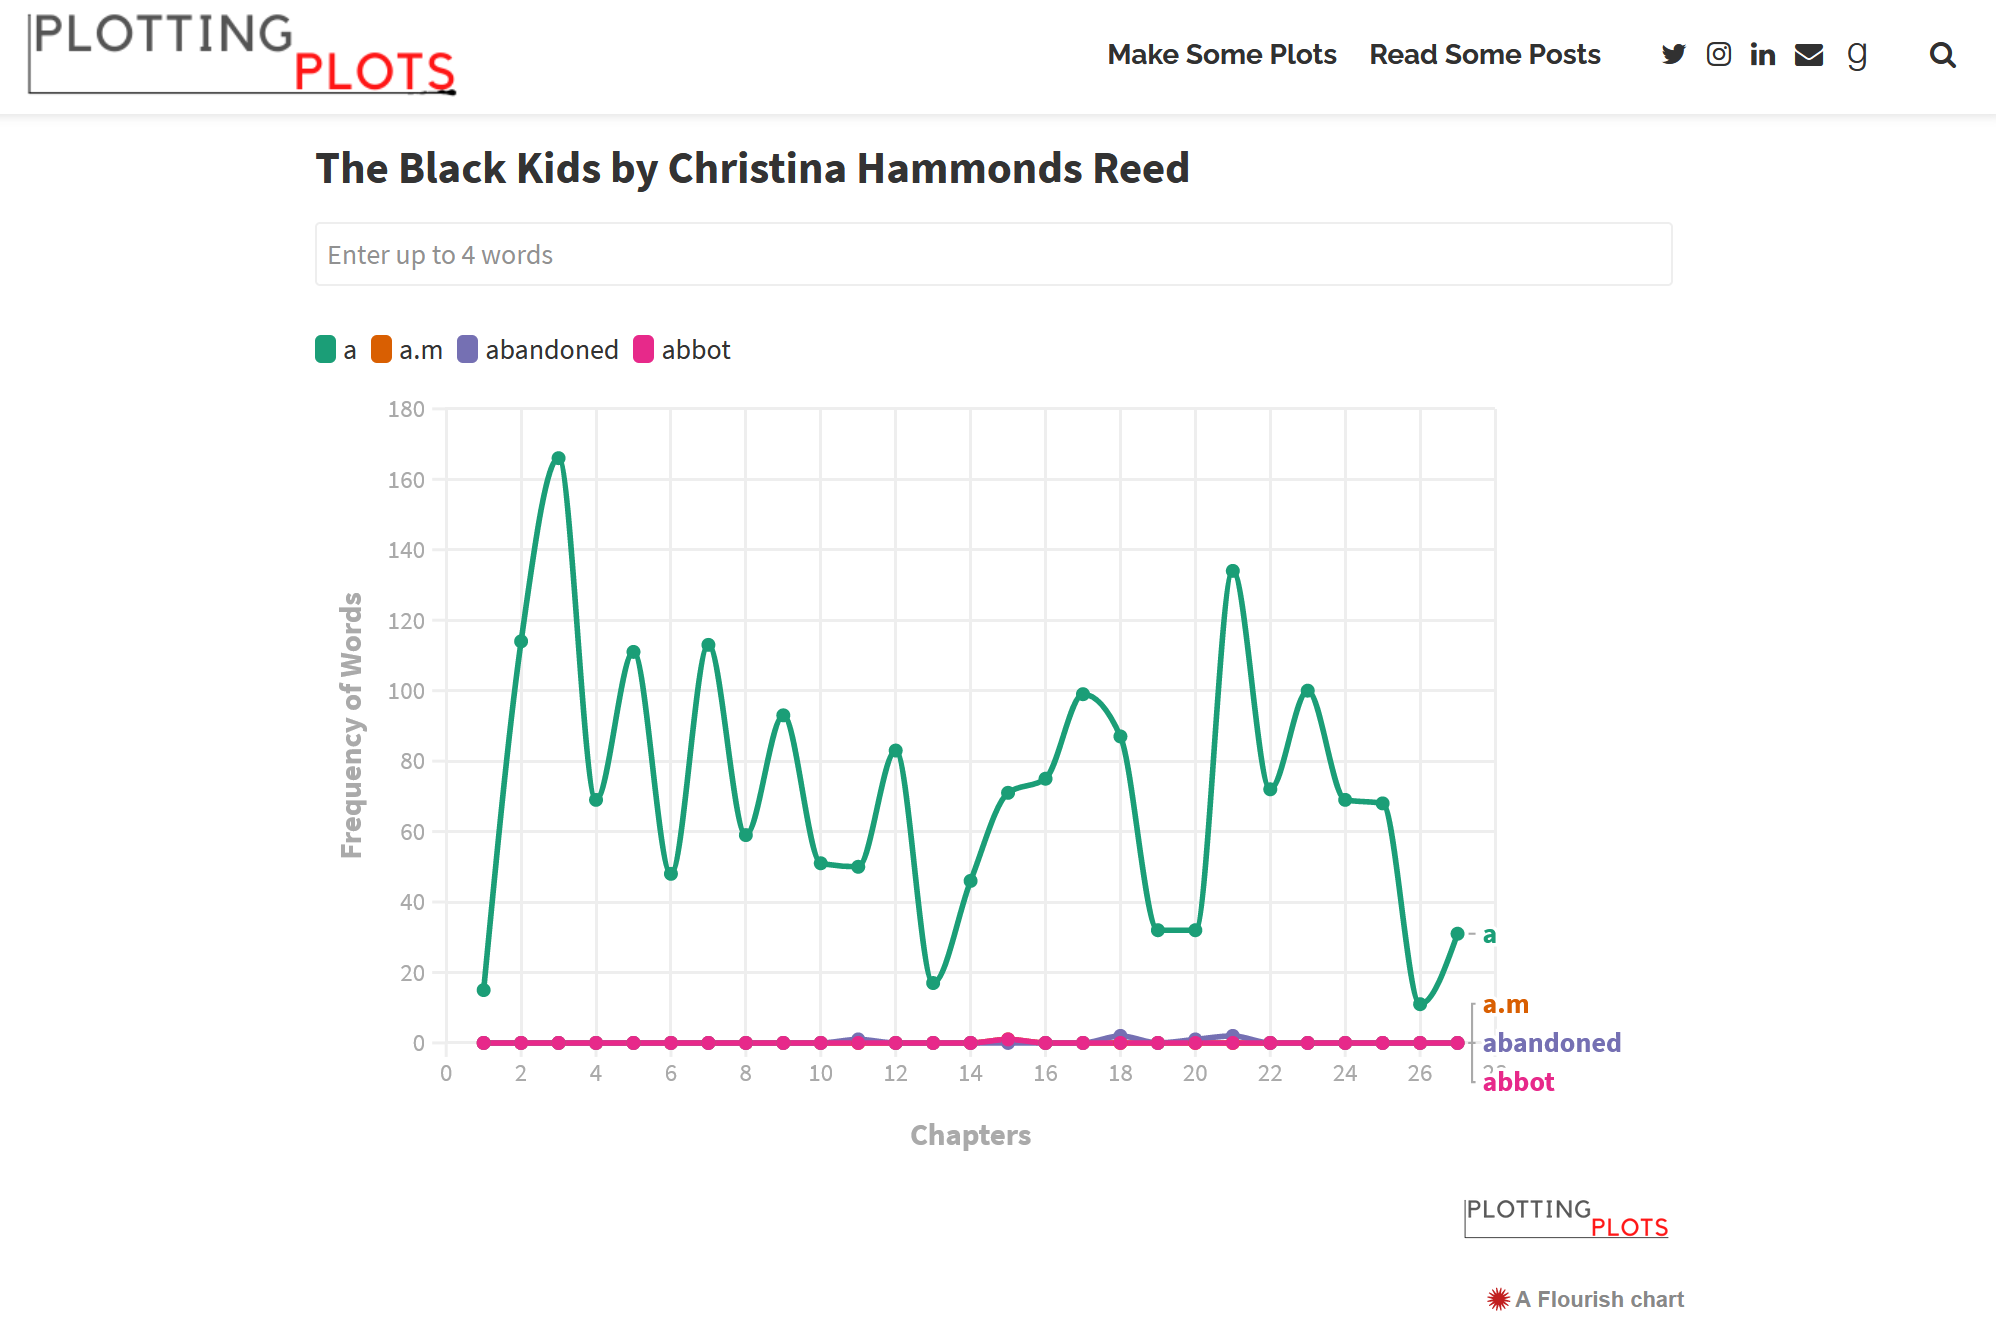 PLOTTING
PLOTS
Make Some Plots Read Some Posts
The Black Kids by Christina Hammonds Reed
Enter up to 4 words
a a.m abandoned abbot
180
160
140
120
100
80
60
40
20
0
Frequency of Words
0 2 4 6 8 10 12 14 16 18 20 22 24 26
a
a.m
abandoned
abbot
Chapters
PLOTTING
PLOTS
A Flourish chart